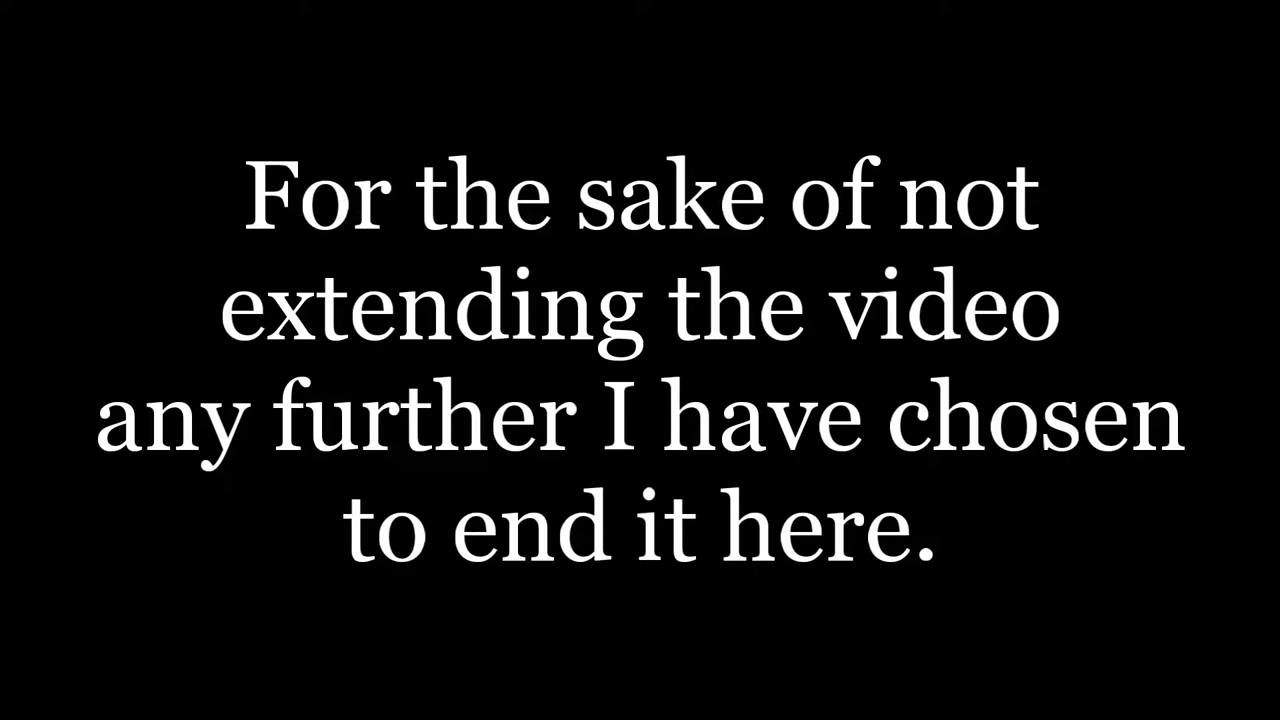 For the sake of not
extending the video
any further I have chosen
to end it here.